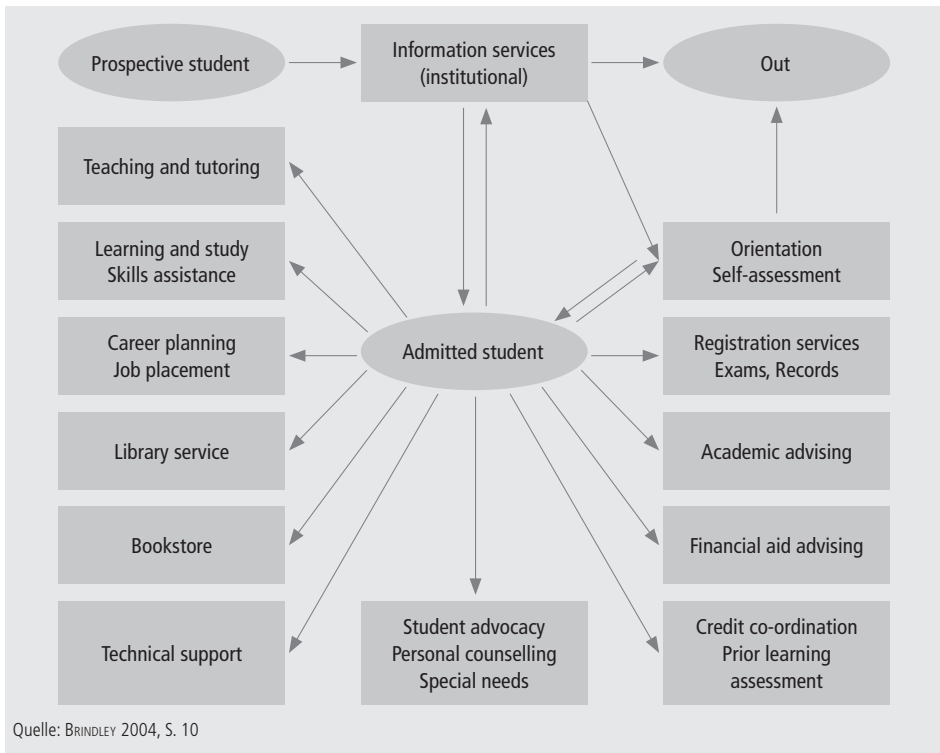 Prospective student
Information services
(institutional)
Out
Teaching and tutoring
Learning and study
Skills assistance
Orientation
Self-assessment
Career planning
Job placement
Admitted student
Registration services
Exams, Records
Library service
Academic advising
Bookstore
Financial aid advising
Technical support
Student advocacy
Personal counselling
Special needs
Credit co-ordination
Prior learning
assessment
Quelle: BRINDLEY 2004, S. 10